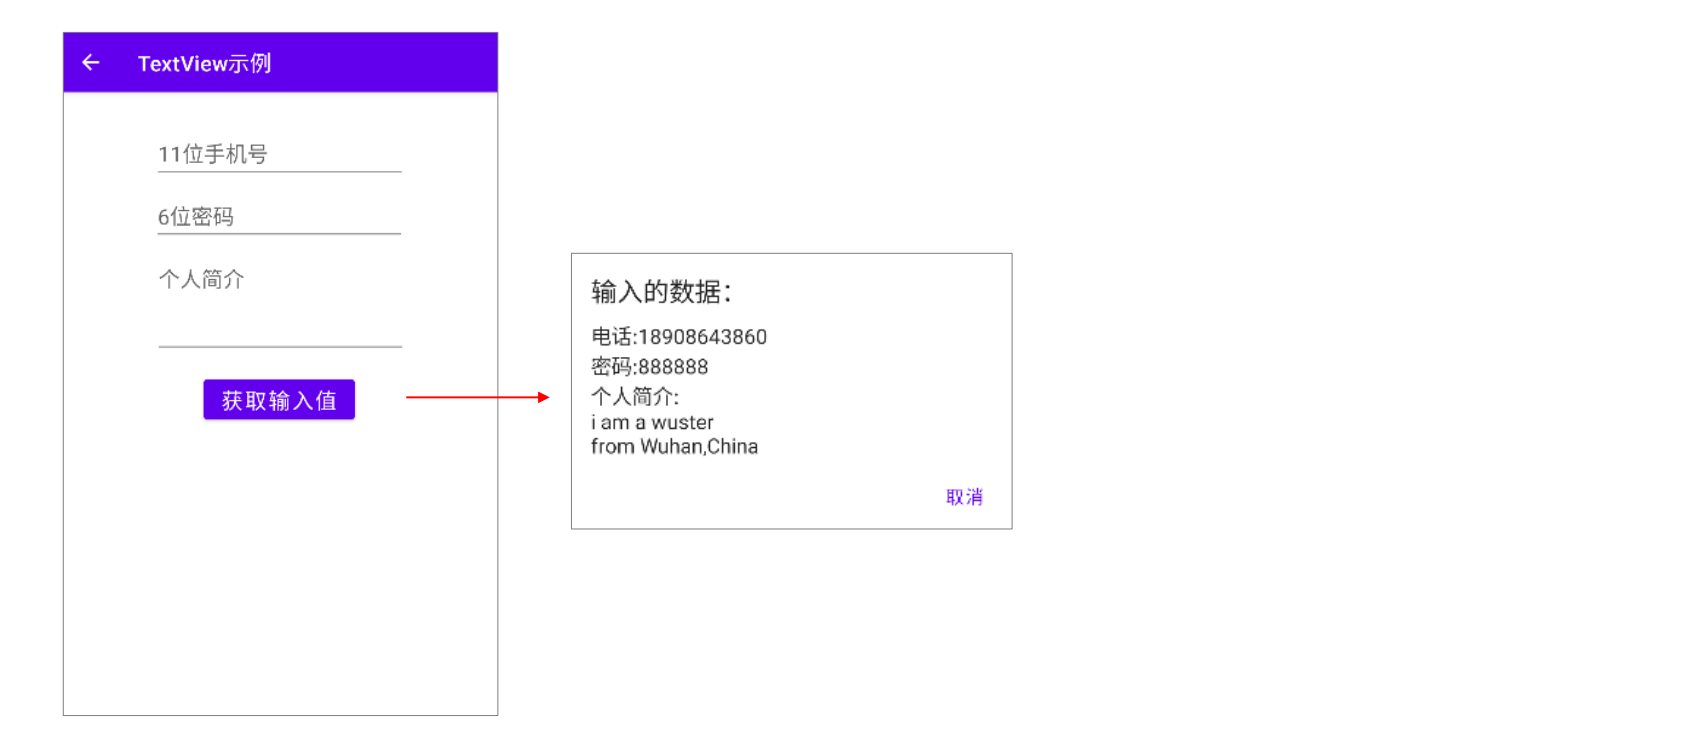 TextView示例
11位手机号
6位密码
个人简介
获取输入值
输入的数据：
电话:18908643860
密码:888888
个人简介:
i am a wuster
from Wuhan,China
取消